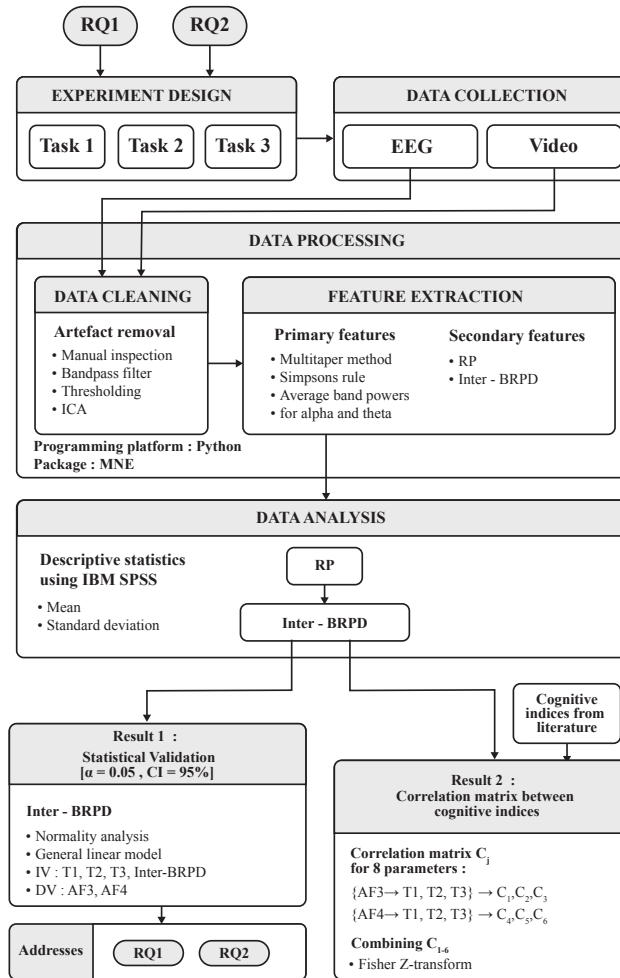 RQ1
RQ2
EXPERIMENT DESIGN
Task 1
Task 2
Task 3
DATA COLLECTION
EEG
Video
DATA PROCESSING
DATA CLEANING
Artefact removal
• Manual inspection
• Bandpass filter
• Thresholding
• ICA
FEATURE EXTRACTION
Primary features
• Multitaper method
• Simpsons rule
• Average band powers
• for alpha and theta
Secondary features
• RP
• Inter - BRPD
Programming platform : Python
Package : MNE
DATA ANALYSIS
Descriptive statistics
using IBM SPSS
• Mean
• Standard deviation
RP
Inter - BRPD
Cognitive
indices from
literature
Result 1 :
Statistical Validation
[α = 0.05 , CI = 95%]
Inter - BRPD
• Normality analysis
• General linear model
• IV : T1, T2, T3, Inter-BRPD
• DV : AF3, AF4
Addresses
RQ1
RQ2
Result 2 :
Correlation matrix between
cognitive indices
Correlation matrix C_j
for 8 parameters :
{AF3→ T1, T2, T3} → C₁,C₂,C₃
{AF4→ T1, T2, T3} → C₄,C₅,C₆
Combining C₁₋₆
• Fisher Z-transform